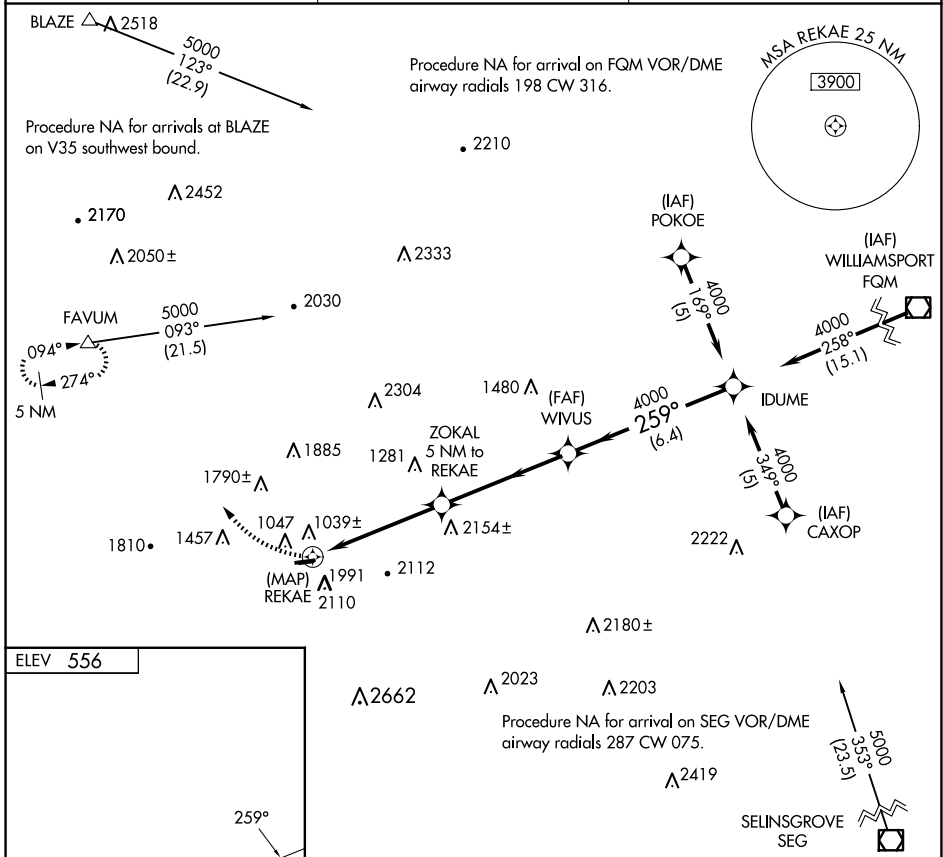 BLAZE
2518
5000
123°
(22.9)
Procedure NA for arrival on FQM VOR/DME
airway radials 198 CW 316.
MSA REKAE 25 NM
3900
Procedure NA for arrivals at BLAZE
on V35 southwest bound.
2210
2452
2170
2050±
2333
(IAF)
POKOE
(IAF)
WILLIAMSPORT
FQM
FAVUM
5000
093°
(21.5)
2030
094°
274°
5 NM
4000
169°
(5)
4000
258°
(15.1)
2304
1480
(FAF)
WIVUS
4000
259°
(6.4)
IDUME
ZOKAL
5 NM to
REKAE
1885
1281
1790±
4000
349°
(5)
(IAF)
CAXOP
1810
1457
1047
1039±
2154±
2222
(MAP)
REKAE
1991
2110
2112
2180±
ELEV 556
2662
2023
2203
Procedure NA for arrival on SEG VOR/DME
airway radials 287 CW 075.
5000
353°
(23.5)
2419
259°
SELINSGROVE
SEG